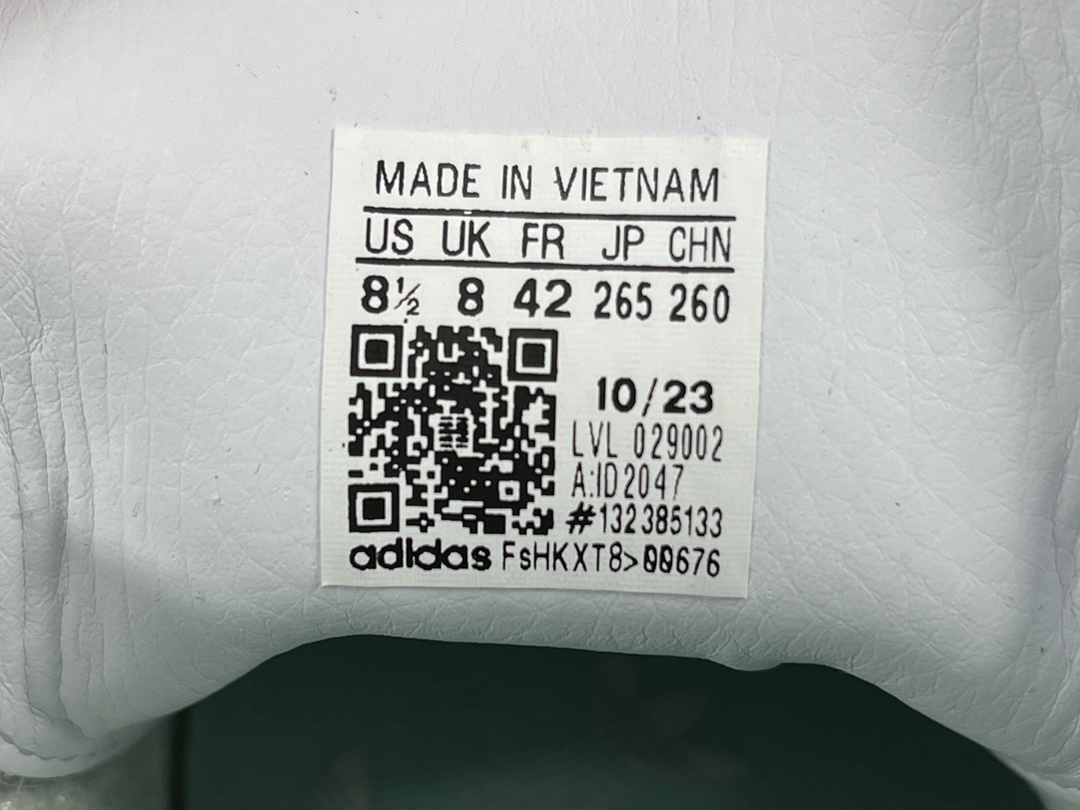 MADE IN VIETNAM
US UK FR JP CHN
8½ 8 42 265 260
10/23
LVL 029002
A:ID2047
#132385133
adidas FsHKXT8>00676